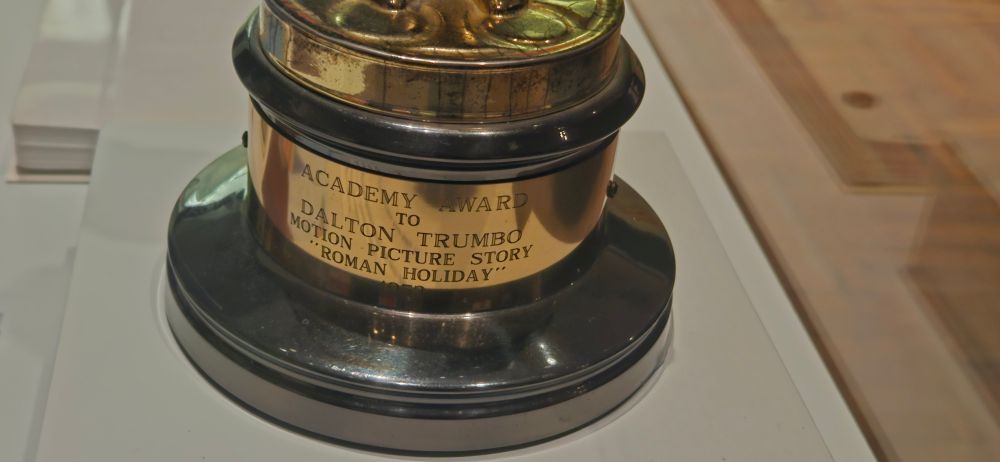 ACADEMY AWARD
TO
DALTON TRUMBO
MOTION PICTURE STORY
"ROMAN HOLIDAY"